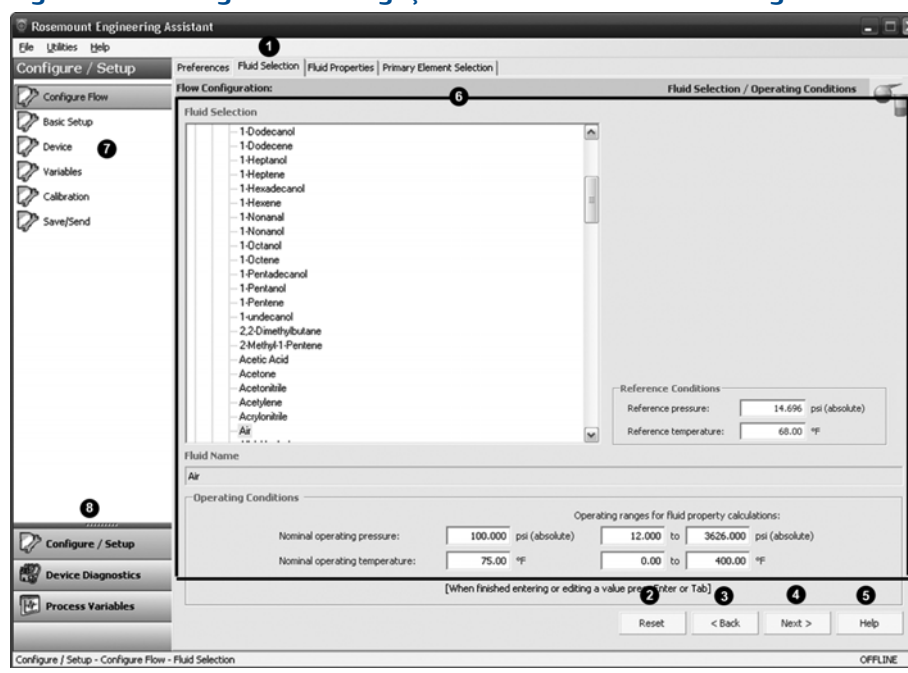 Rosemount Engineering Assistant
File Utilities Help
1
Configure / Setup
Preferences Fluid Selection Fluid Properties Primary Element Selection
Flow Configuration:
Fluid Selection / Operating Conditions
6
Configure Flow
Basic Setup
Device
7
Variables
Calibration
Save/Send
Fluid Selection
1-Dodecanol
1-Dodecene
1-Heptanol
1-Heptene
1-Hexadecanol
1-Hexene
1-Nonanal
1-Nonanol
1-Octanol
1-Octene
1-Pentadecanol
1-Pentanol
1-Pentene
1-undecanol
2,2-Dimethylbutane
2-Methyl-1-Pentene
Acetic Acid
Acetone
Acetonitrile
Acetylene
Acrylonitrile
Air
Reference Conditions
Reference pressure: 14.696 psi (absolute)
Reference temperature: 68.00 °F
Fluid Name
Air
Operating Conditions
Operating ranges for fluid property calculations:
Nominal operating pressure: 100.000 psi (absolute) 12.000 to 3626.000 psi (absolute)
Nominal operating temperature: 75.00 °F 0.00 to 400.00 °F
[When finished entering or editing a value press Enter or Tab]
8
Configure / Setup
Device Diagnostics
Process Variables
2 3 4 5
Reset < Back Next > Help
Configure / Setup - Configure Flow - Fluid Selection
OFFLINE